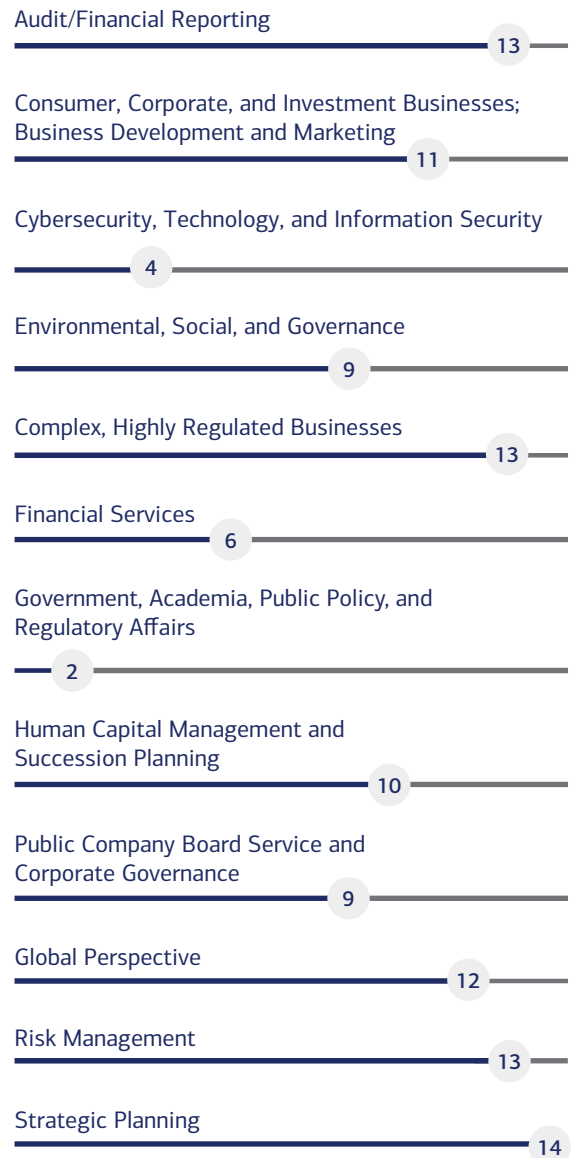 Audit/Financial Reporting
13
Consumer, Corporate, and Investment Businesses;
Business Development and Marketing
11
Cybersecurity, Technology, and Information Security
4
Environmental, Social, and Governance
9
Complex, Highly Regulated Businesses
13
Financial Services
6
Government, Academia, Public Policy, and
Regulatory Affairs
2
Human Capital Management and
Succession Planning
10
Public Company Board Service and
Corporate Governance
9
Global Perspective
12
Risk Management
13
Strategic Planning
14